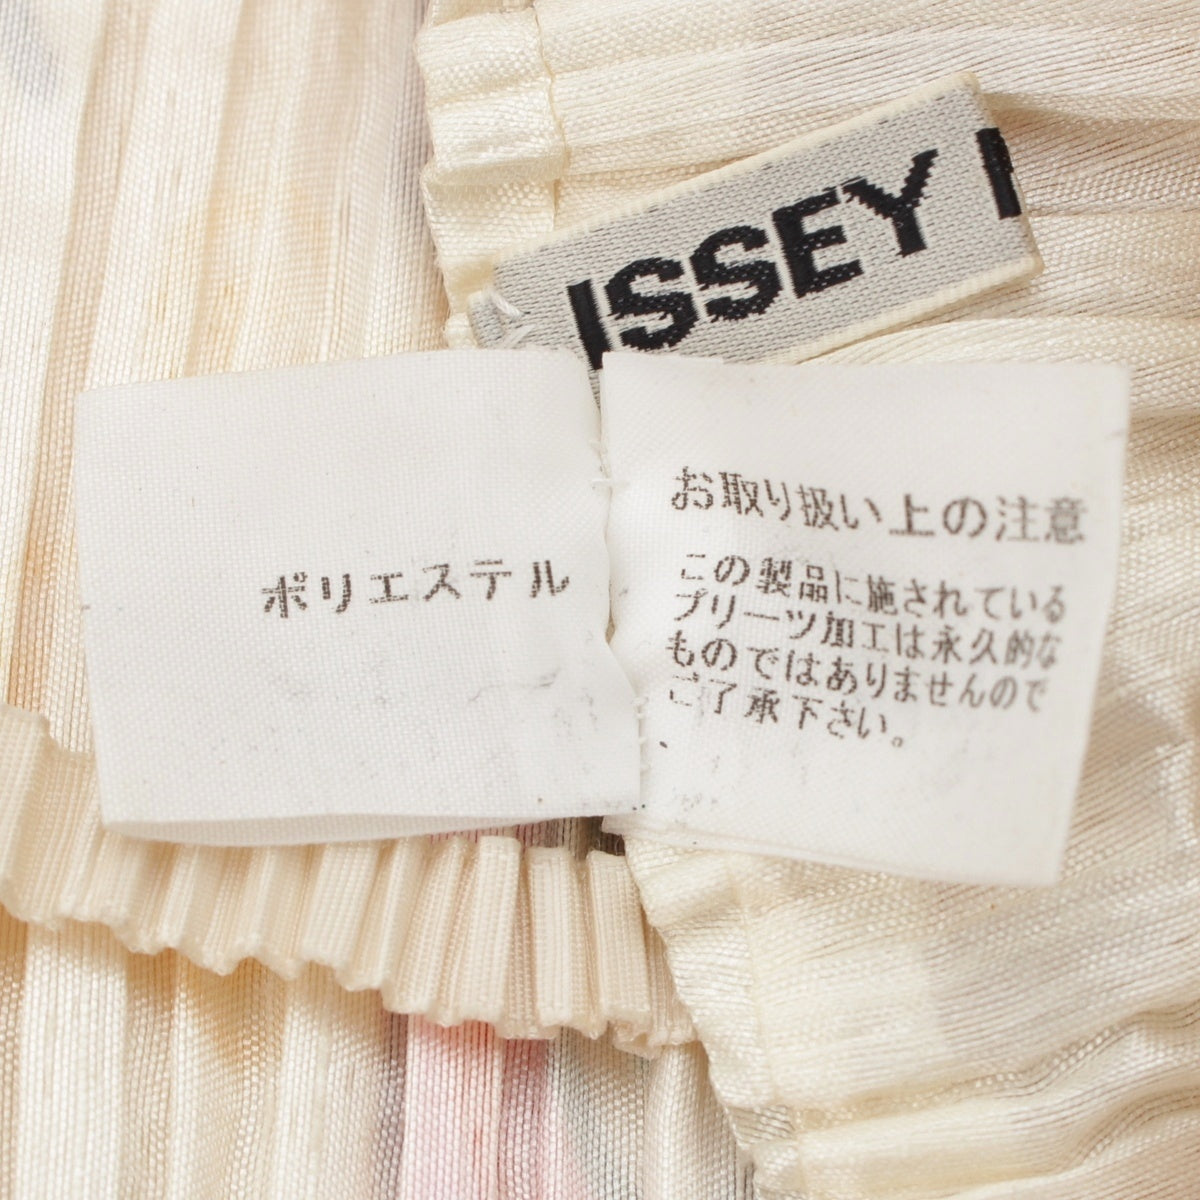 ISSEY
ポリエステル
お取り扱い上の注意
この製品に施されている
プリーツ加工は永久的な
ものではありませんので
ご了承下さい。